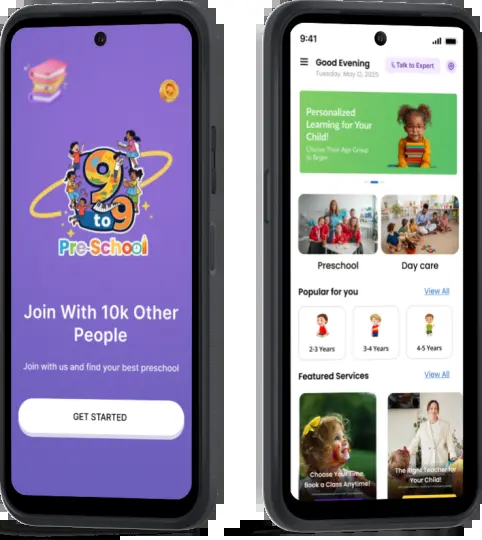 9
to 9
Pre-School
Join With 10k Other
People
Join with us and find your best preschool
GET STARTED
9:41
Good Evening
Tuesday, May 13, 2025
Talk to Expert
Personalized
Learning for Your
Child!
Choose Their Age Group
to Begin
Preschool
Day care
Popular for you
View All
2-3 Years
3-4 Years
4-5 Years
Featured Services
View All
Choose Your Time,
Book a Class Anytime!
The Right Teacher for
Your Child!